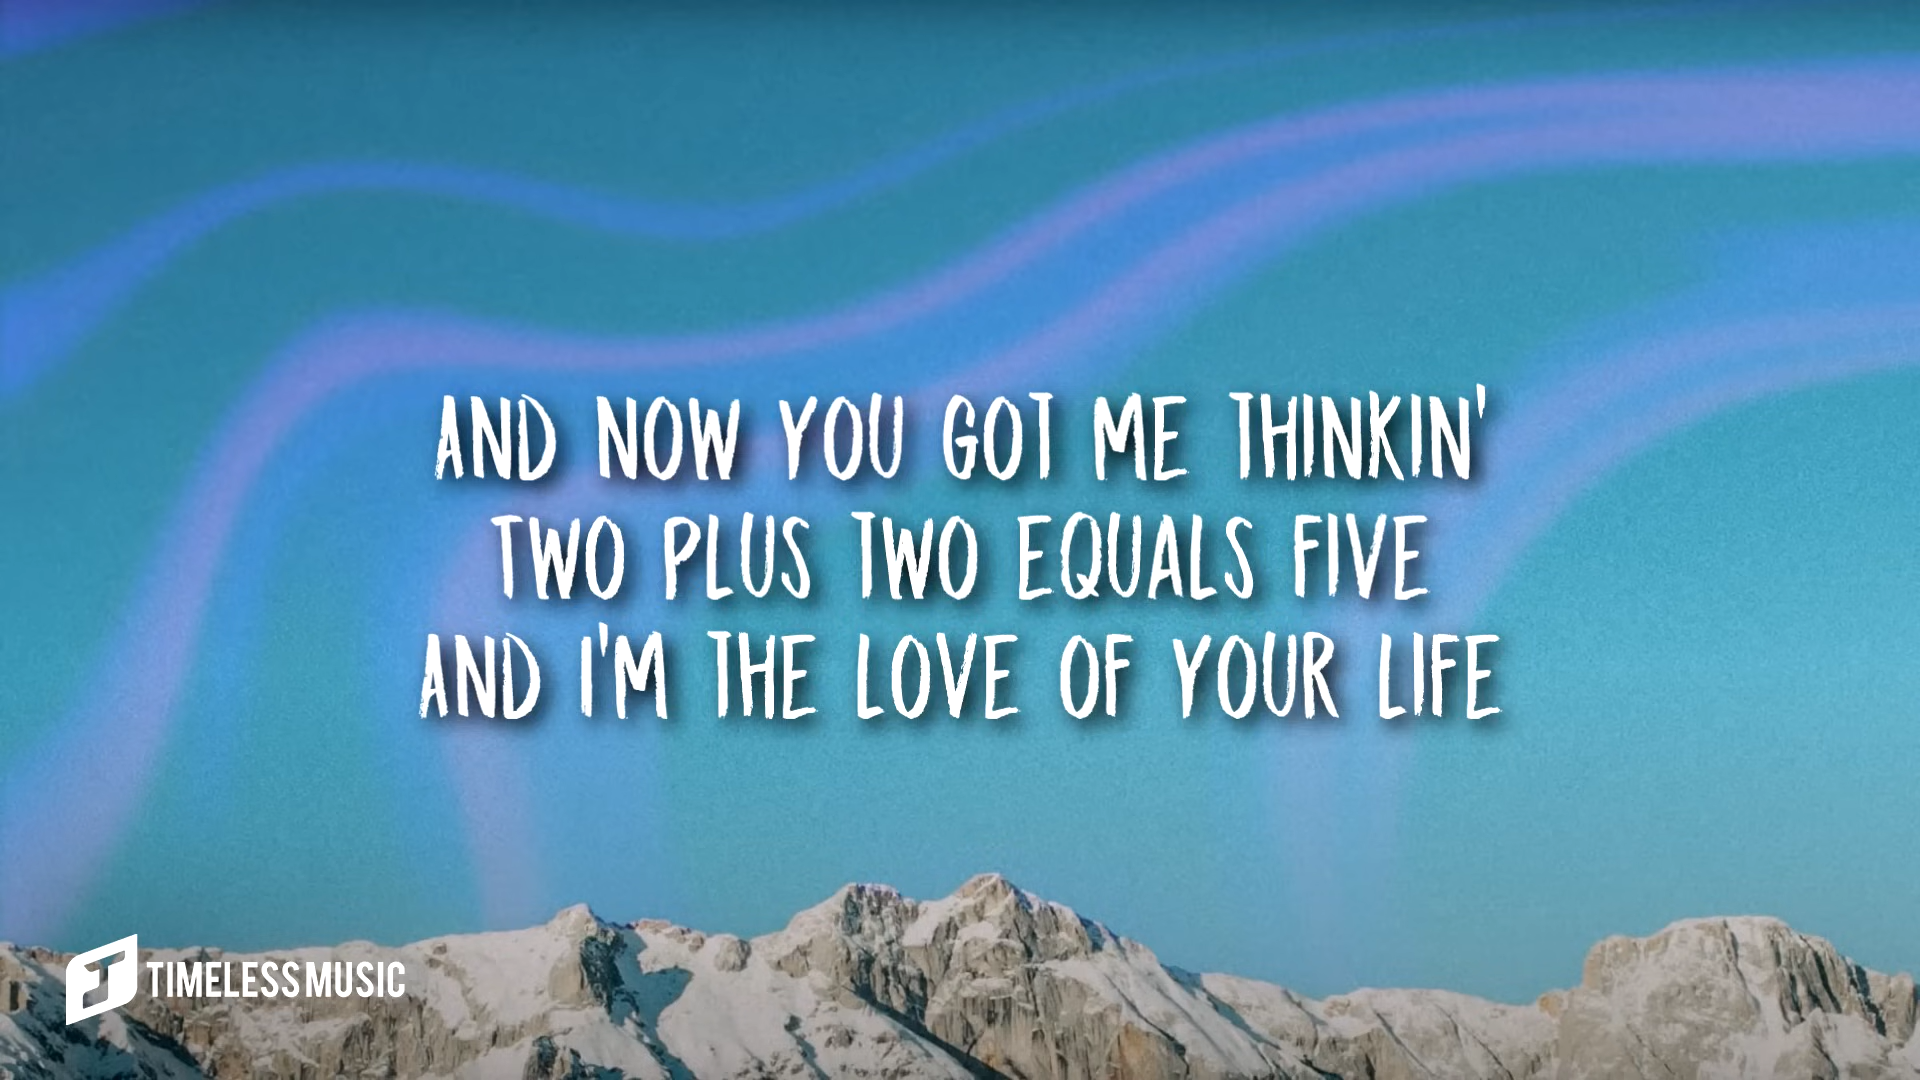 AND NOW YOU GOT ME THINKIN'
TWO PLUS TWO EQUALS FIVE
AND I'M THE LOVE OF YOUR LIFE
TIMELESS MUSIC